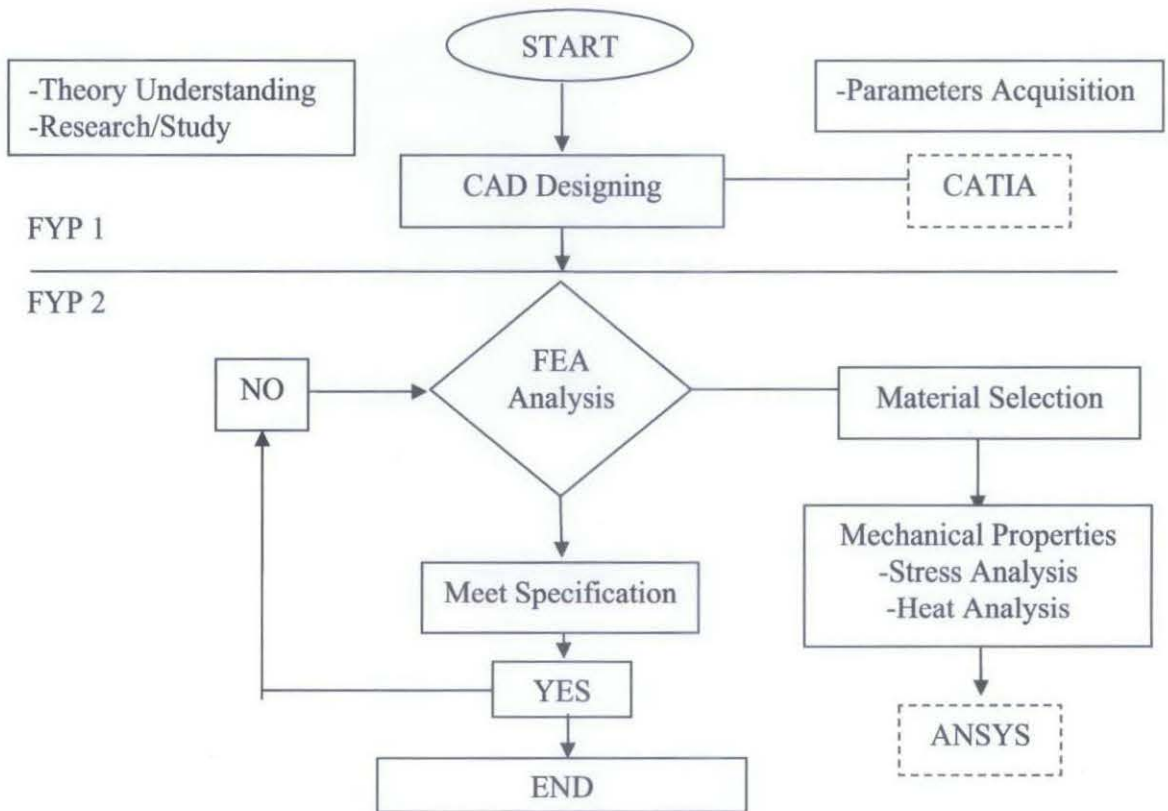 START
-Theory Understanding
-Research/Study
-Parameters Acquisition
CAD Designing
CATIA
FYP 1
FYP 2
FEA
Analysis
NO
Material Selection
Mechanical Properties
-Stress Analysis
-Heat Analysis
Meet Specification
YES
ANSYS
END